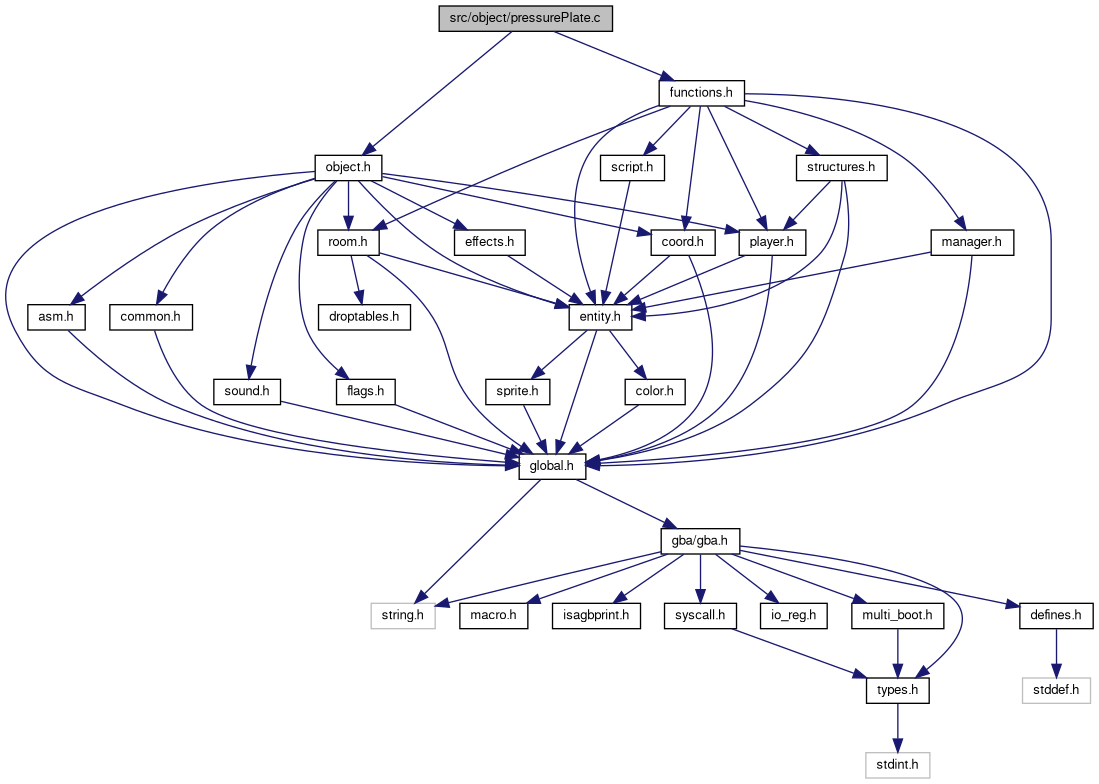 src/object/pressurePlate.c
functions.h
object.h
script.h
structures.h
room.h
effects.h
coord.h
player.h
manager.h
asm.h
common.h
droptables.h
entity.h
sound.h
flags.h
sprite.h
color.h
global.h
gba/gba.h
string.h
macro.h
isagbprint.h
syscall.h
io_reg.h
multi_boot.h
defines.h
types.h
stddef.h
stdint.h